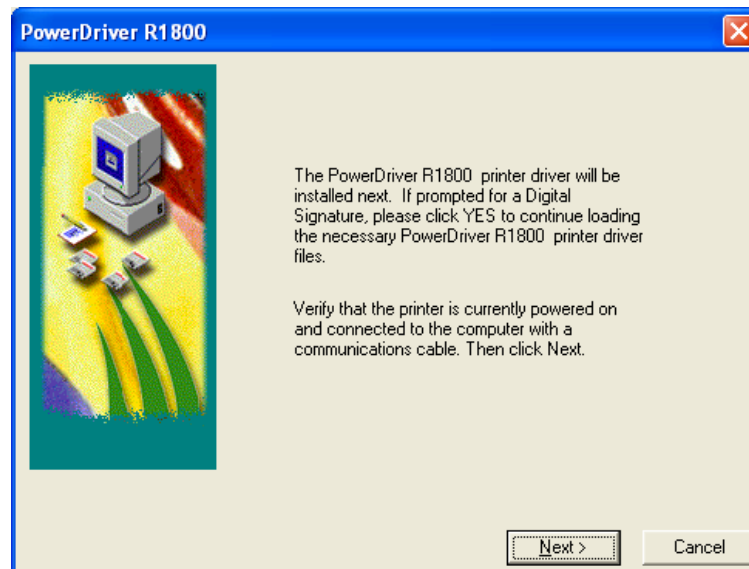 PowerDriver R1800
The PowerDriver R1800 printer driver will be
installed next. If prompted for a Digital
Signature, please click YES to continue loading
the necessary PowerDriver R1800 printer driver
files.
Verify that the printer is currently powered on
and connected to the computer with a
communications cable. Then click Next.
Next >
Cancel